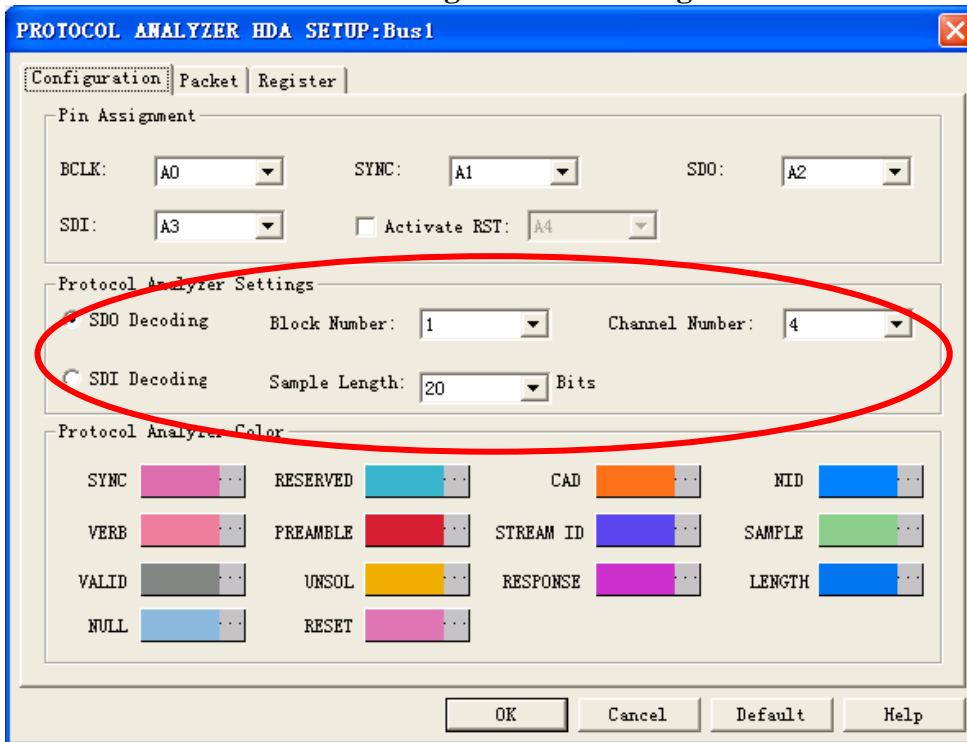 PROTOCOL ANALYZER HDA SETUP:Bus1
Configuration Packet Register
Pin Assignment
BCLK: A0 SYNC: A1 SDO: A2
SDI: A3 Activate RST: A4
Protocol Analyzer Settings
SDO Decoding Block Number: 1 Channel Number: 4
SDI Decoding Sample Length: 20 Bits
Protocol Analyzer Color
SYNC ... RESERVED ... CAD ... NID ...
VERB ... PREAMBLE ... STREAM ID ... SAMPLE ...
VALID ... UNSOL ... RESPONSE ... LENGTH ...
NULL ... RESET ...
OK Cancel Default Help